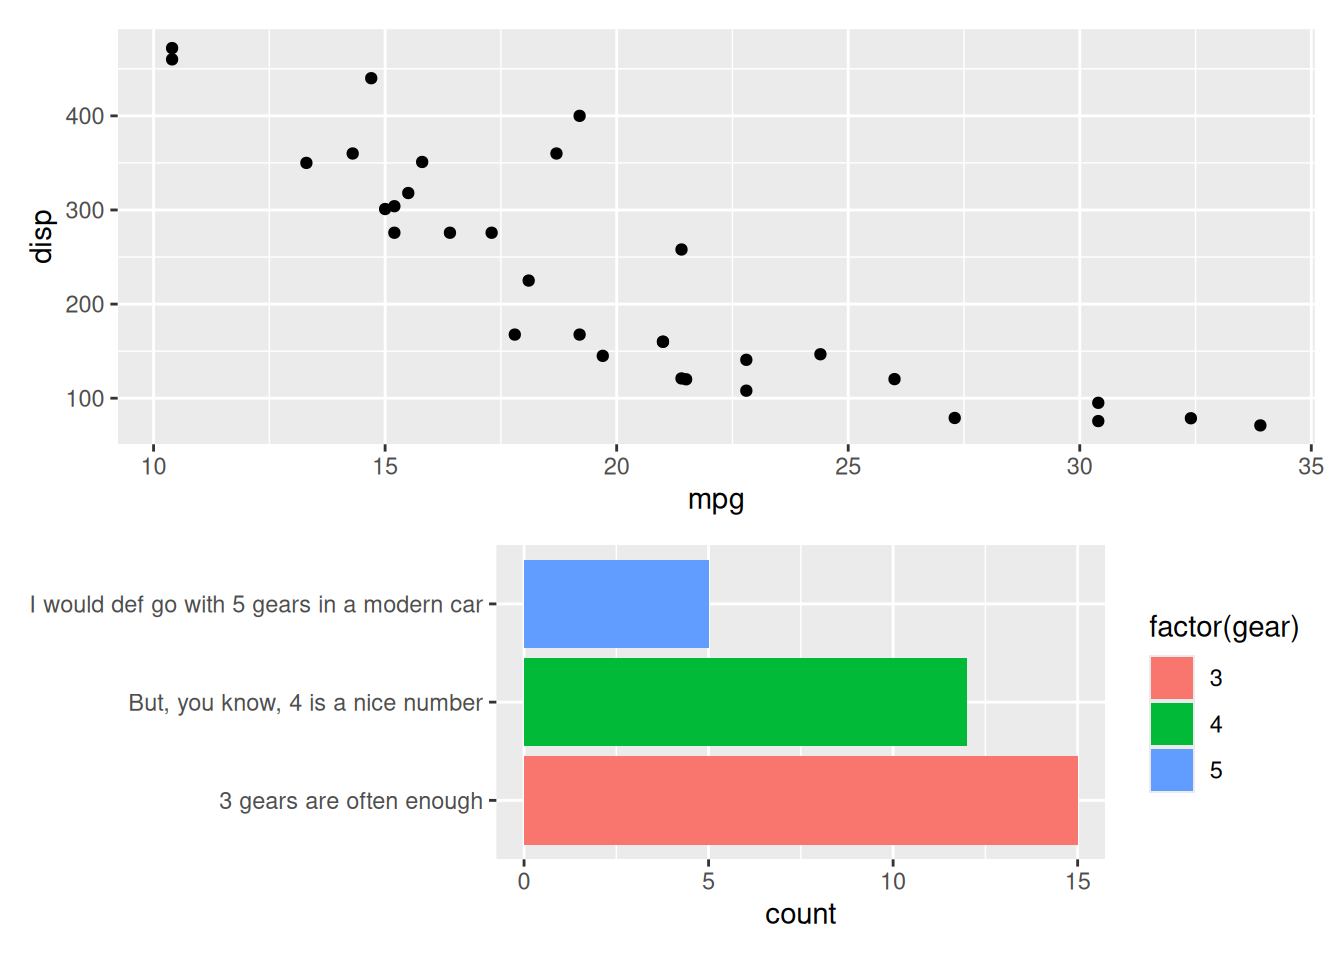 disp
400
300
200
100
10 15 20 25 30 35
mpg
I would def go with 5 gears in a modern car
But, you know, 4 is a nice number
3 gears are often enough
0 5 10 15
count
factor(gear)
3
4
5